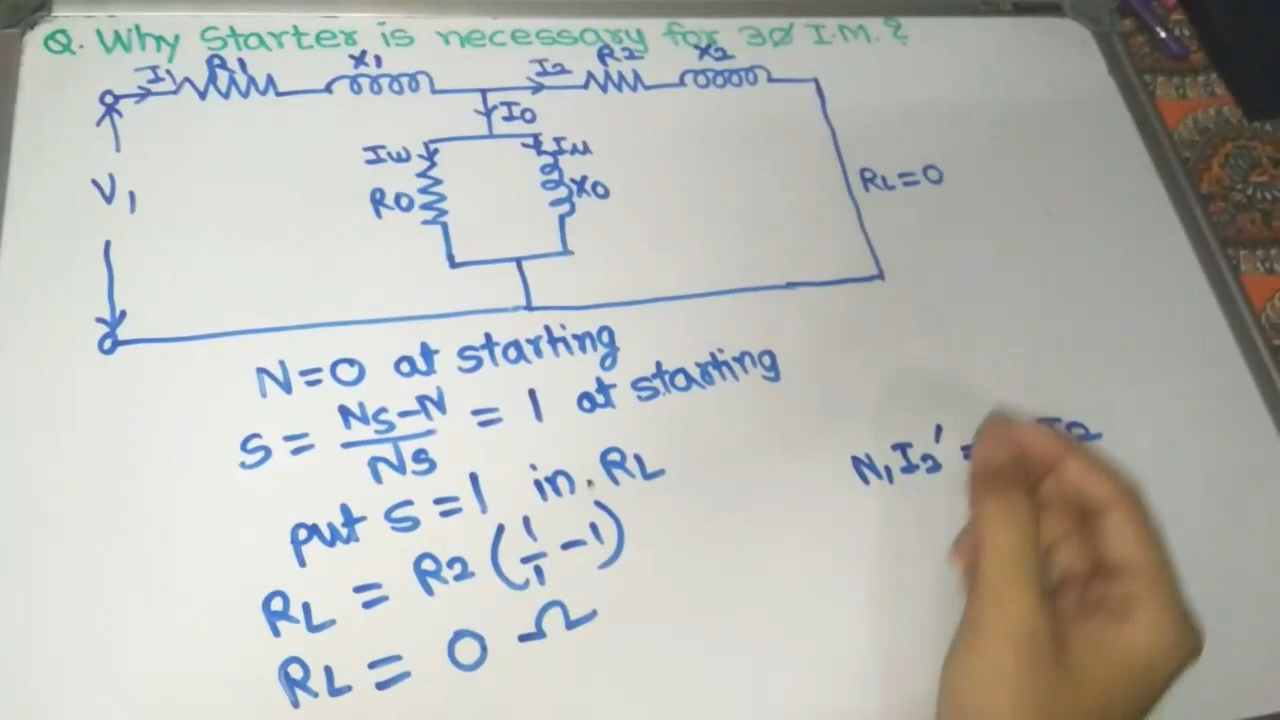 Q. Why Starter is necessary for 3Ø I.M.?
I1 R1 X1 I2 R2 X2
I0
Iw Iμ
R0 X0
V1
RL=0
N=0 at starting
S = Ns-N/Ns = 1 at starting
put S=1 in RL
RL = R2 (1/1 - 1)
RL = 0 Ω
N1I2' = I2